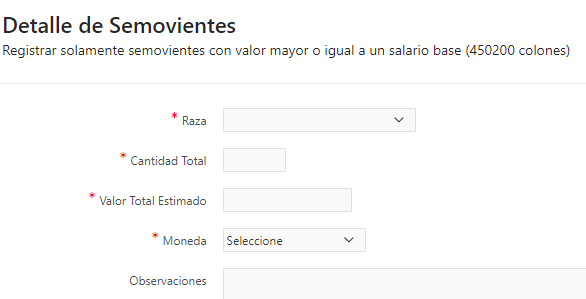 Detalle de Semovientes
Registrar solamente semovientes con valor mayor o igual a un salario base (450200 colones)
* Raza
* Cantidad Total
* Valor Total Estimado
* Moneda Seleccione
Observaciones